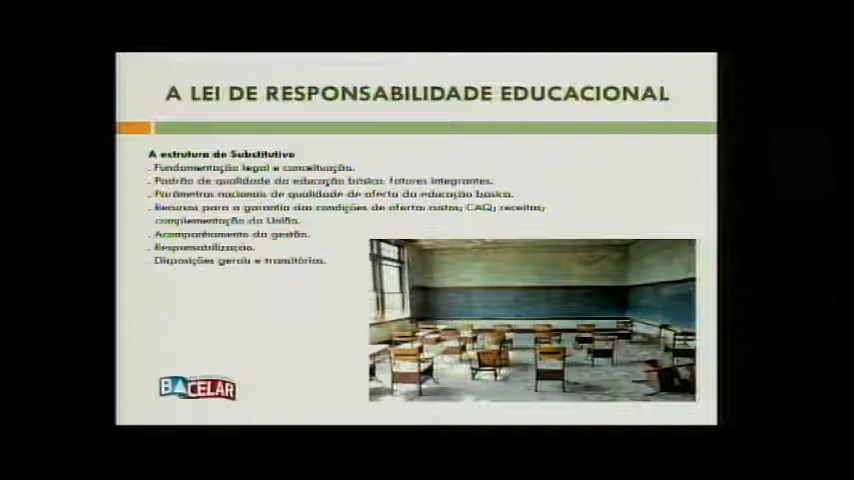 A LEI DE RESPONSABILIDADE EDUCACIONAL
A estrutura do Substitutivo
. Fundamentação legal e conceituação.
. Padrão de qualidade da educação básica: fatores integrantes.
. Parâmetros nacionais de qualidade de oferta da educação básica.
. Recursos para a garantia das condições de oferta: custos; CAQ; receitas;
complementação da União.
. Acompanhamento da gestão.
. Responsabilização.
. Disposições gerais e transitórias.
BACELAR